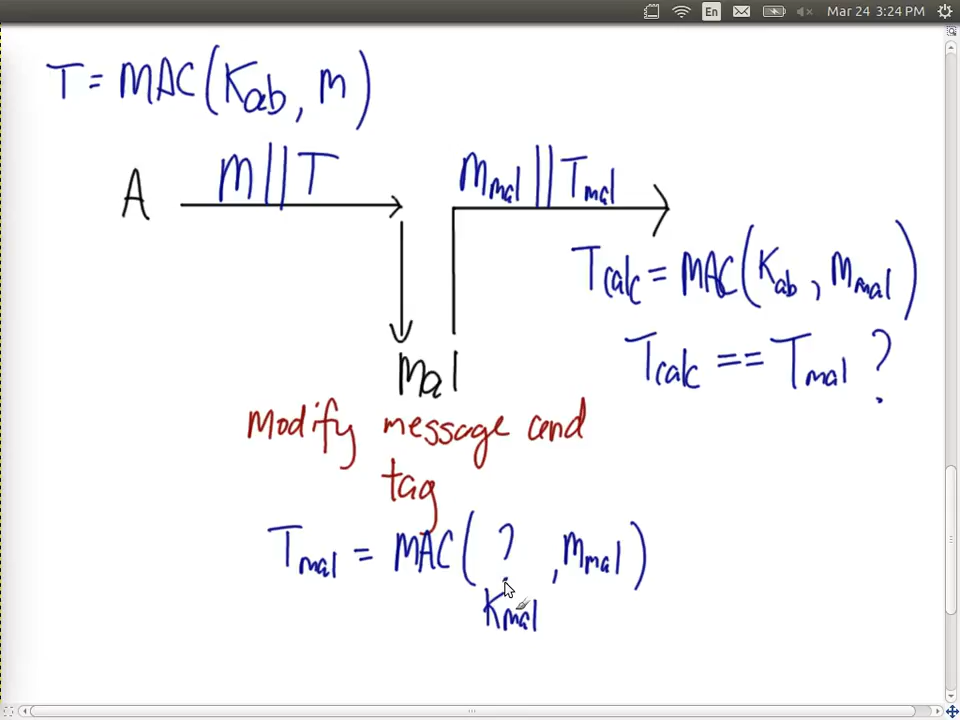 En Mar 24 3:24 PM
T = MAC(Kab, m)
A m||T Mmal||Tmal
Tcalc = MAC(Kab, Mmal)
Tcalc == Tmal ?
Mal
Modify message and
tag
Tmal = MAC( ? , Mmal)
Kmal